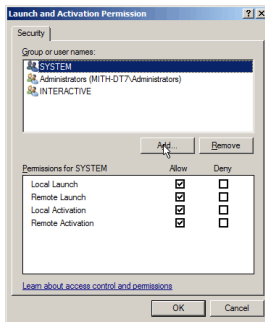 Launch and Activation Permission
Security
Group or user names:
SYSTEM
Administrators (MITH-DT7\Administrators)
INTERACTIVE
Add... Remove
Permissions for SYSTEM Allow Deny
Local Launch
Remote Launch
Local Activation
Remote Activation
Learn about access control and permissions
OK Cancel